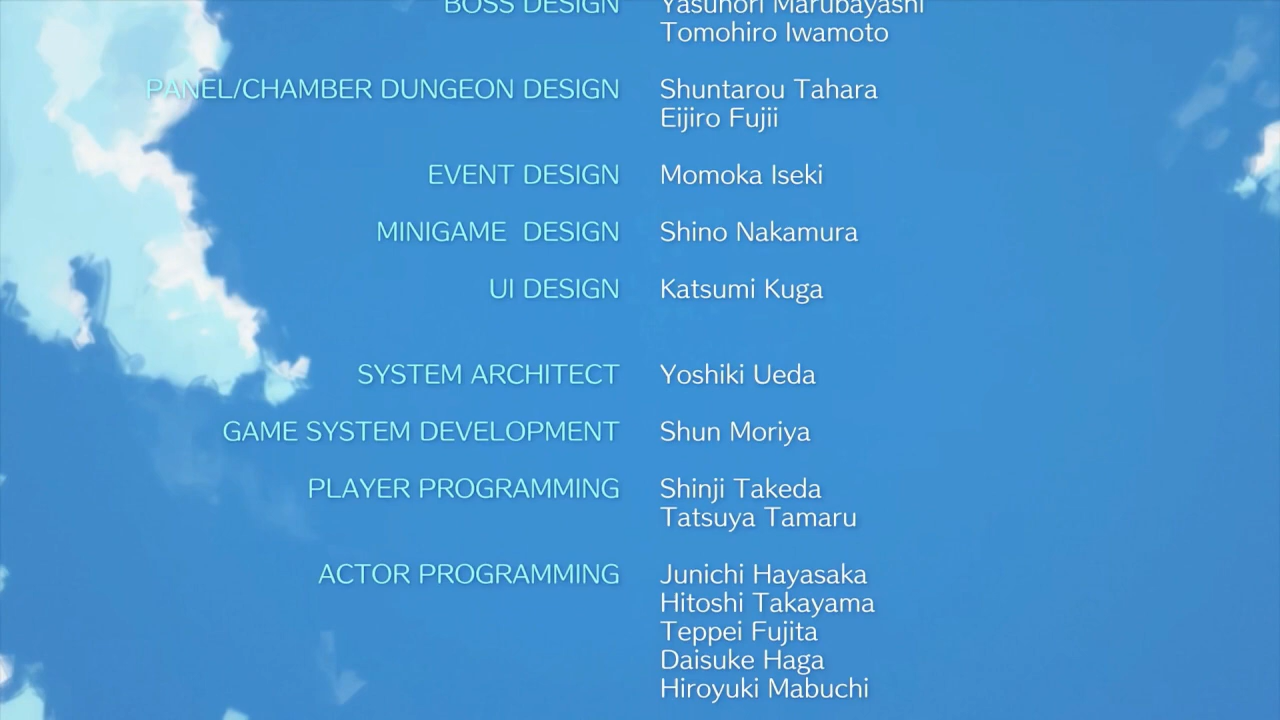 BOSS DESIGN Yasunori Marubayashi
Tomohiro Iwamoto
PANEL/CHAMBER DUNGEON DESIGN Shuntarou Tahara
Eijiro Fujii
EVENT DESIGN Momoka Iseki
MINIGAME DESIGN Shino Nakamura
UI DESIGN Katsumi Kuga
SYSTEM ARCHITECT Yoshiki Ueda
GAME SYSTEM DEVELOPMENT Shun Moriya
PLAYER PROGRAMMING Shinji Takeda
Tatsuya Tamaru
ACTOR PROGRAMMING Junichi Hayasaka
Hitoshi Takayama
Teppei Fujita
Daisuke Haga
Hiroyuki Mabuchi